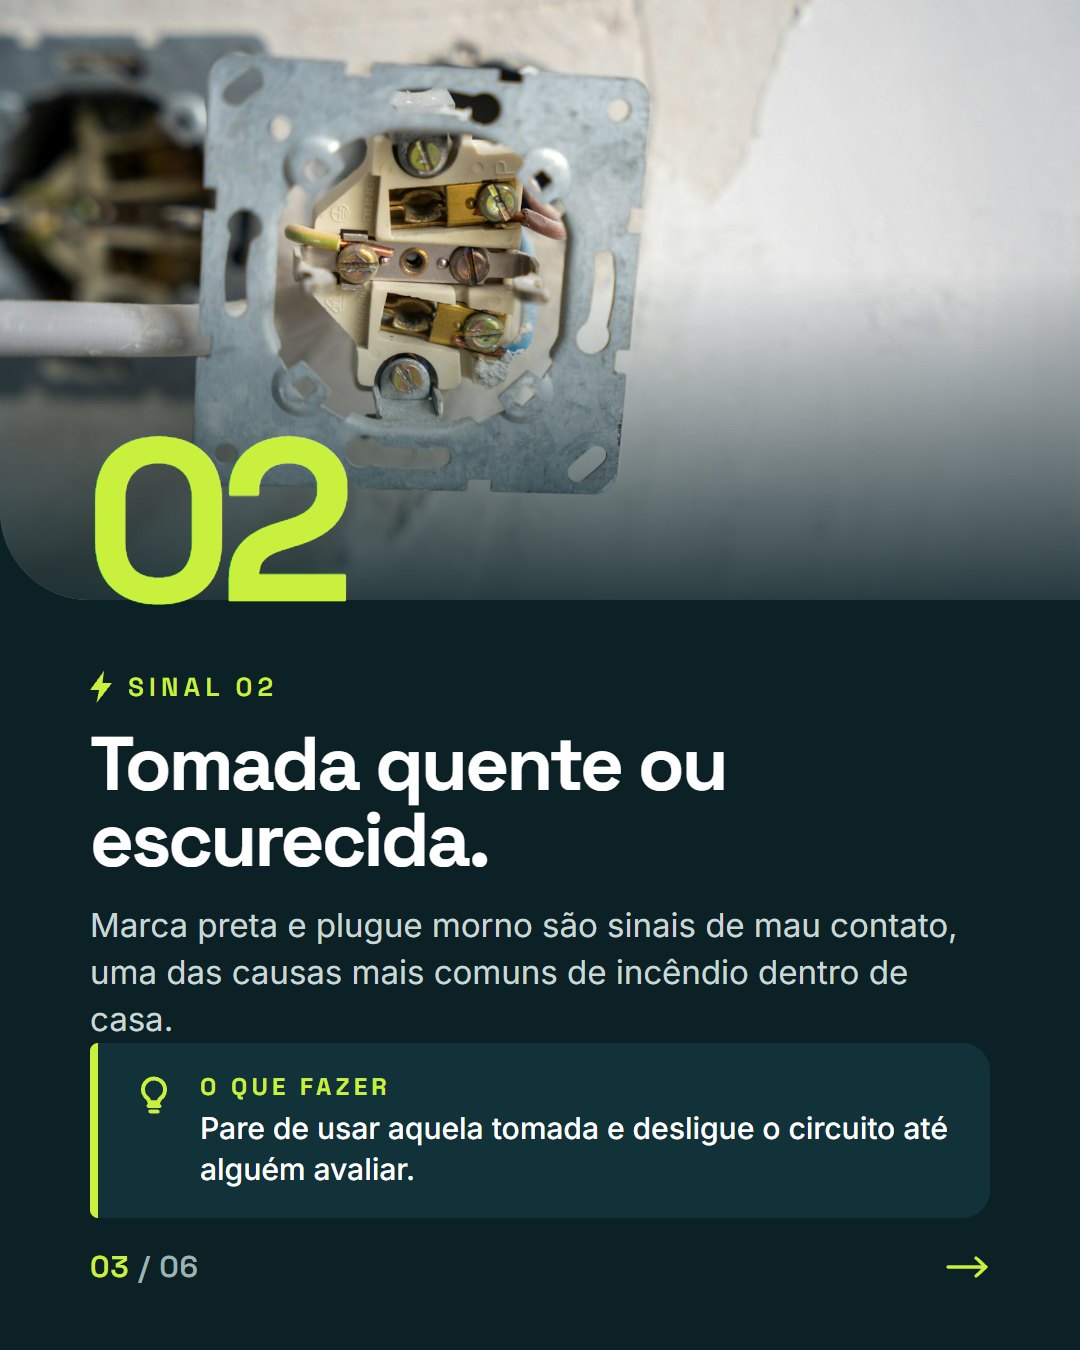 02
SINAL 02
Tomada quente ou
escurecida.
Marca preta e plugue morno são sinais de mau contato,
uma das causas mais comuns de incêndio dentro de
casa.
O QUE FAZER
Pare de usar aquela tomada e desligue o circuito até
alguém avaliar.
03 / 06